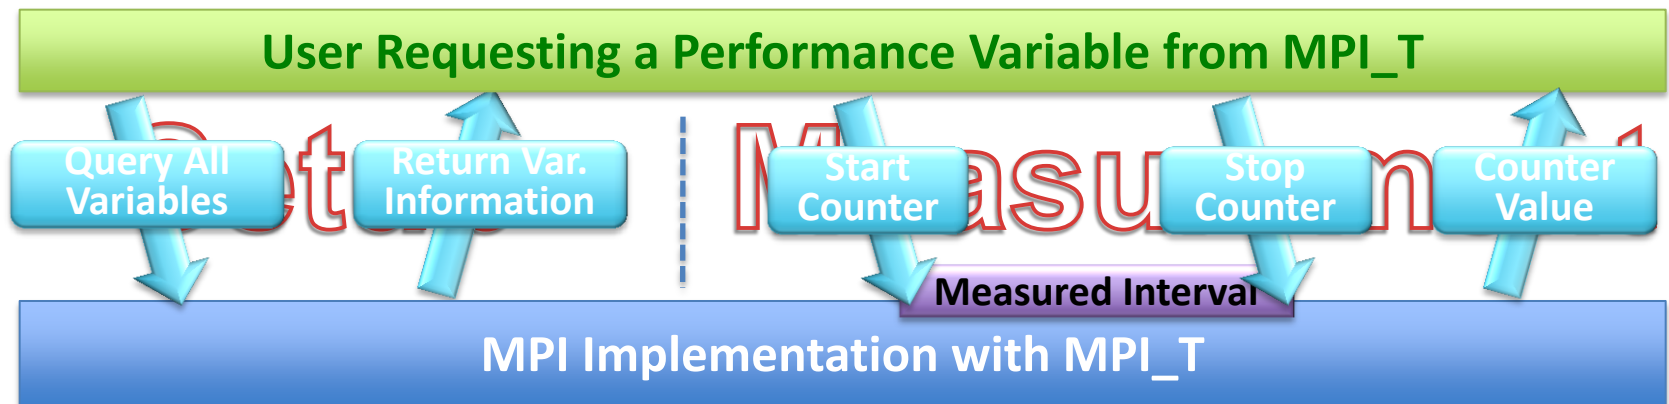 User Requesting a Performance Variable from MPI_T
Query All
Variables
Return Var.
Information
Start
Counter
Stop
Counter
Counter
Value
Measured Interval
MPI Implementation with MPI_T